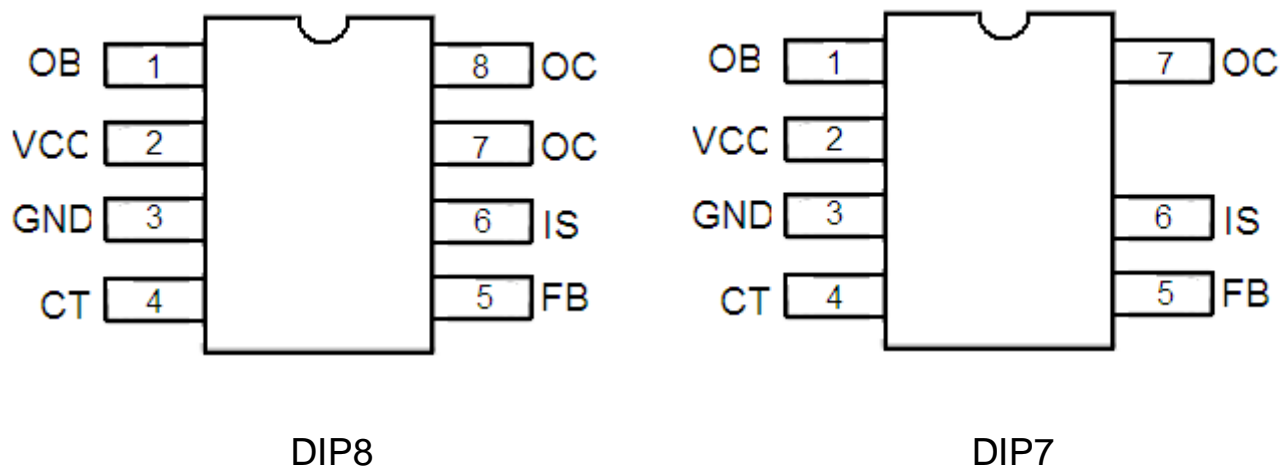 OB 1 8 OC
VCC 2 7 OC
GND 3 6 IS
CT 4 5 FB
DIP8
OB 1 7 OC
VCC 2
GND 3 6 IS
CT 4 5 FB
DIP7